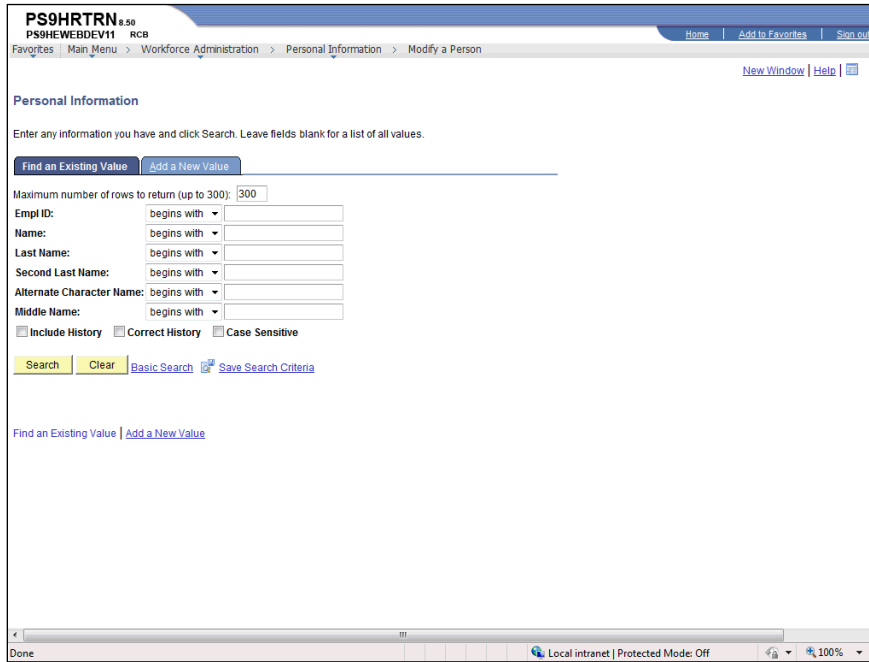 PS9HRTRN 8.50
PS9HEWEBDEV11 RCB
Home | Add to Favorites | Sign out
Favorites | Main Menu > Workforce Administration > Personal Information > Modify a Person
New Window | Help |
Personal Information
Enter any information you have and click Search. Leave fields blank for a list of all values.
Find an Existing Value Add a New Value
Maximum number of rows to return (up to 300): 300
Empl ID: begins with
Name: begins with
Last Name: begins with
Second Last Name: begins with
Alternate Character Name: begins with
Middle Name: begins with
Include History Correct History Case Sensitive
Search Clear Basic Search Save Search Criteria
Find an Existing Value | Add a New Value
Done Local intranet | Protected Mode: Off 100%